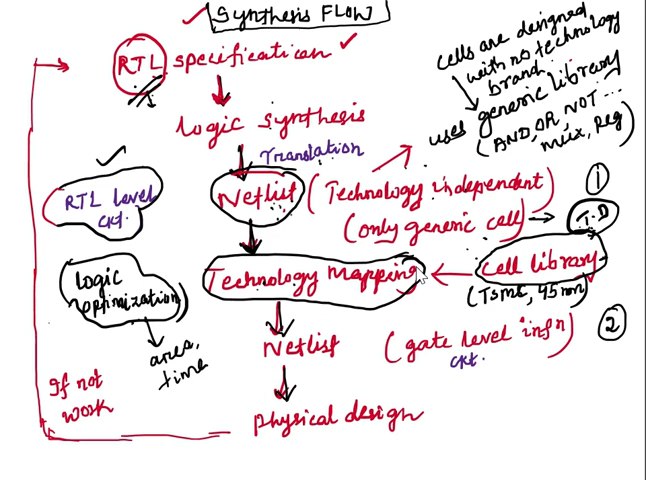 Synthesis FLOW
RTL specification
cells are designed
with no technology
brand.
uses generic library
(AND, OR NOT...
mux, Reg)
logic synthesis
Translation
RTL level
ckt.
Netlist (Technology independent)
(only generic cell) → T.D
①
logic
optimization
Technology Mapping ← cell library
(TSMC, 45nm)
area,
time
Netlist (gate level infn)
ckt.
②
If not
work
physical design